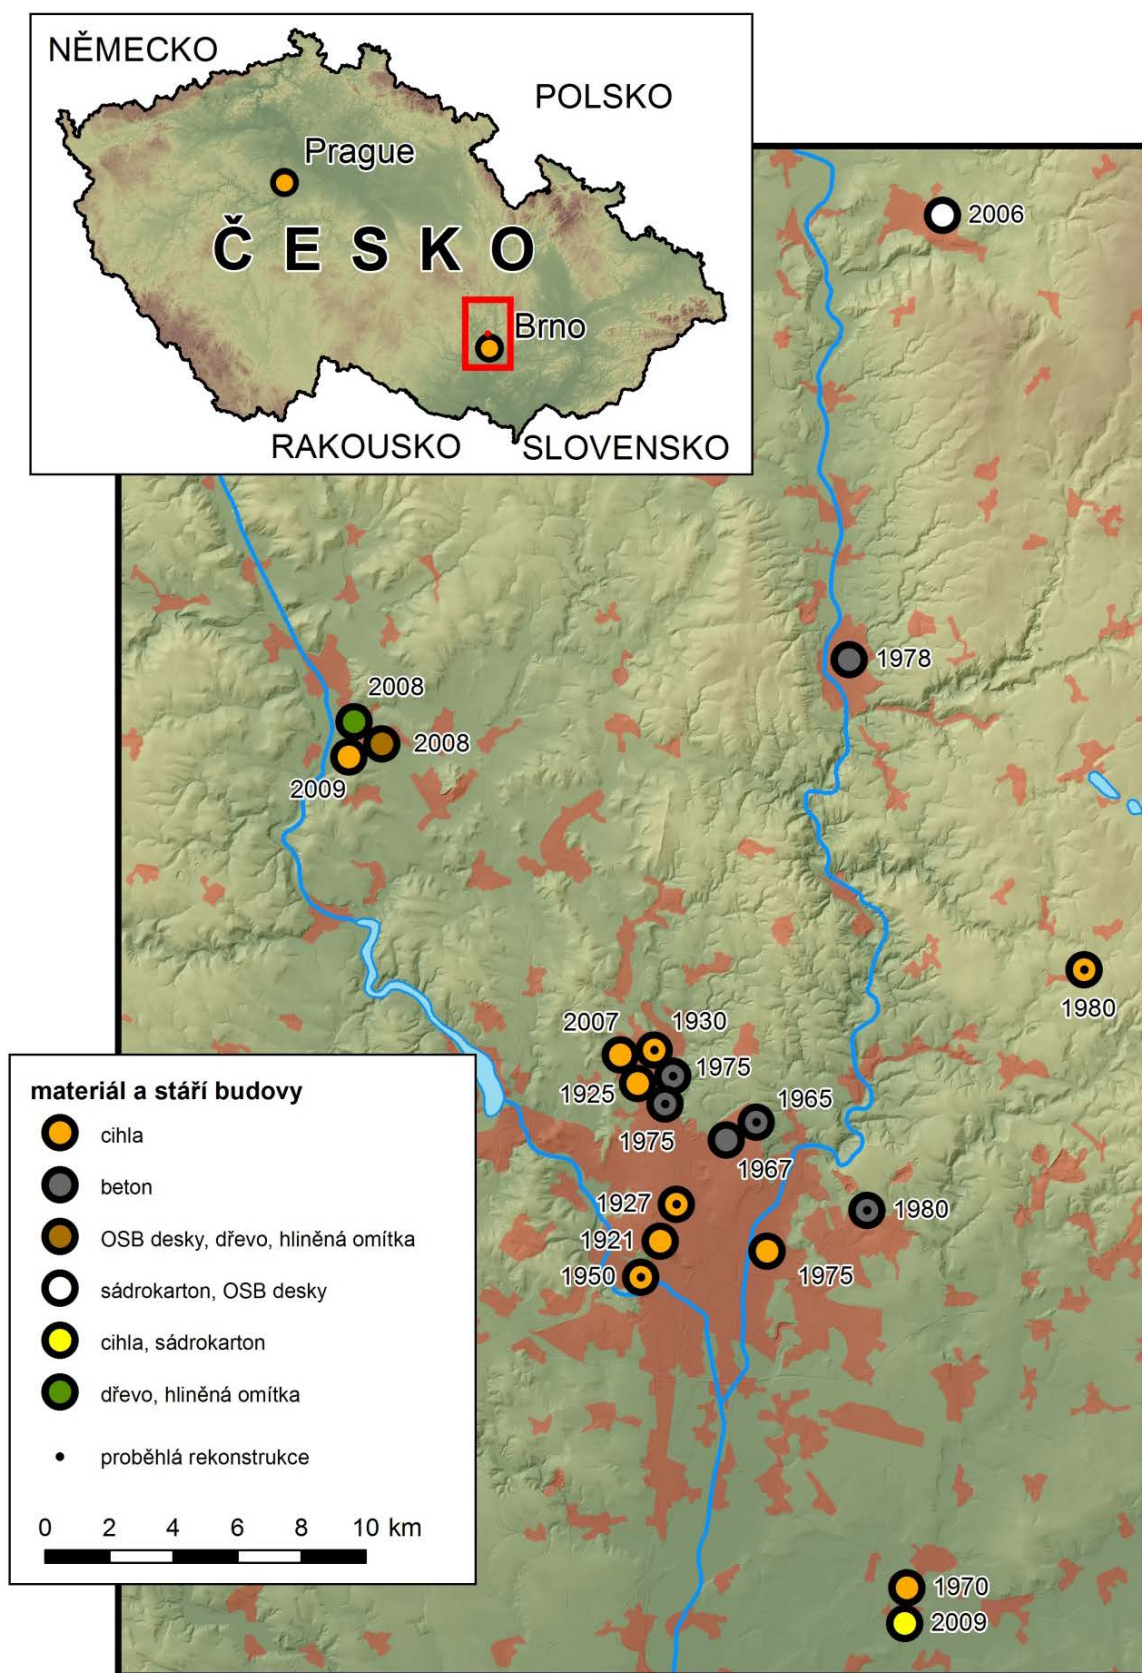 NĚMECKO
POLSKO
Prague
ČESKO
Brno
RAKOUSKO
SLOVENSKO
2006
1978
2008
2008
2009
1980
2007
1930
1975
1925
1975
1965
1967
1927
1980
1921
1975
1950
materiál a stáří budovy
cihla
beton
OSB desky, dřevo, hliněná omítka
sádrokarton, OSB desky
cihla, sádrokarton
dřevo, hliněná omítka
proběhlá rekonstrukce
0 2 4 6 8 10 km
1970
2009